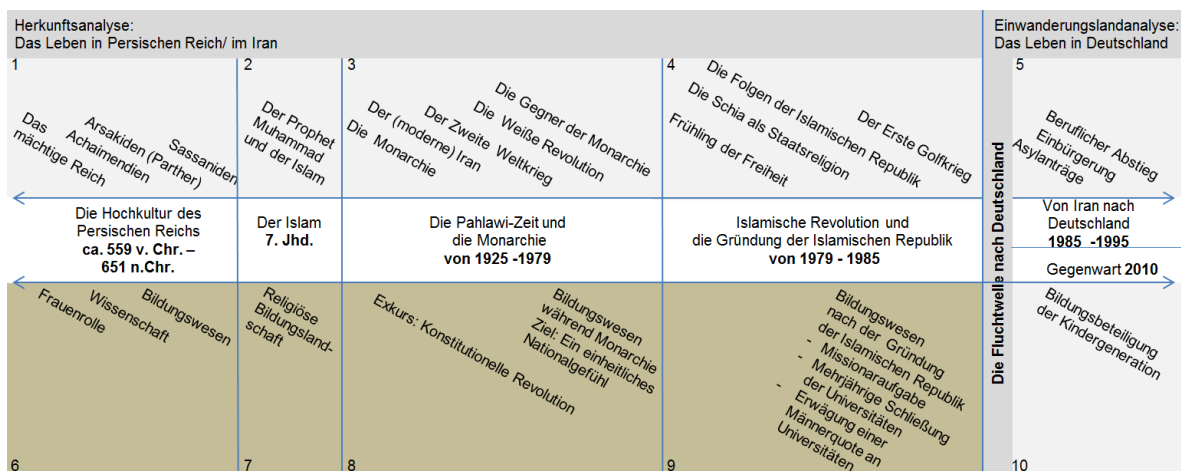 Herkunftsanalyse:
Das Leben in Persischen Reich/ im Iran
Einwanderungslandanalyse:
Das Leben in Deutschland
1
Das
mächtige Reich
Achaimendien
Arsakiden (Parther)
Sassaniden
2
Der Prophet
Muhammad
und der Islam
3
Die Monarchie
Der (moderne) Iran
Der Zweite Weltkrieg
Die Weiße Revolution
Die Gegner der Monarchie
4
Frühling der Freiheit
Die Schia als Staatsreligion
Die Folgen der Islamischen Republik
Der Erste Golfkrieg
Die Fluchtwelle nach Deutschland
5
Beruflicher Abstieg
Einbürgerung
Asylanträge
Die Hochkultur des
Persischen Reichs
ca. 559 v. Chr. –
651 n.Chr.
Der Islam
7. Jhd.
Die Pahlawi-Zeit und
die Monarchie
von 1925 -1979
Islamische Revolution und
die Gründung der Islamischen Republik
von 1979 - 1985
Von Iran nach
Deutschland
1985 -1995
Gegenwart 2010
Frauenrolle
Wissenschaft
Bildungswesen
6
Religiöse
Bildungsland-
schaft
7
Exkurs: Konstitutionelle Revolution
Bildungswesen
während Monarchie
Ziel: Ein einheitliches
Nationalgefühl
8
Bildungswesen
nach der Gründung
der Islamischen Republik
- Missionaraufgabe
- Mehrjährige Schließung
der Universitäten
- Erwägung einer
Männerquote an
Universitäten
9
Bildungsbeteiligung
der Kindergeneration
10